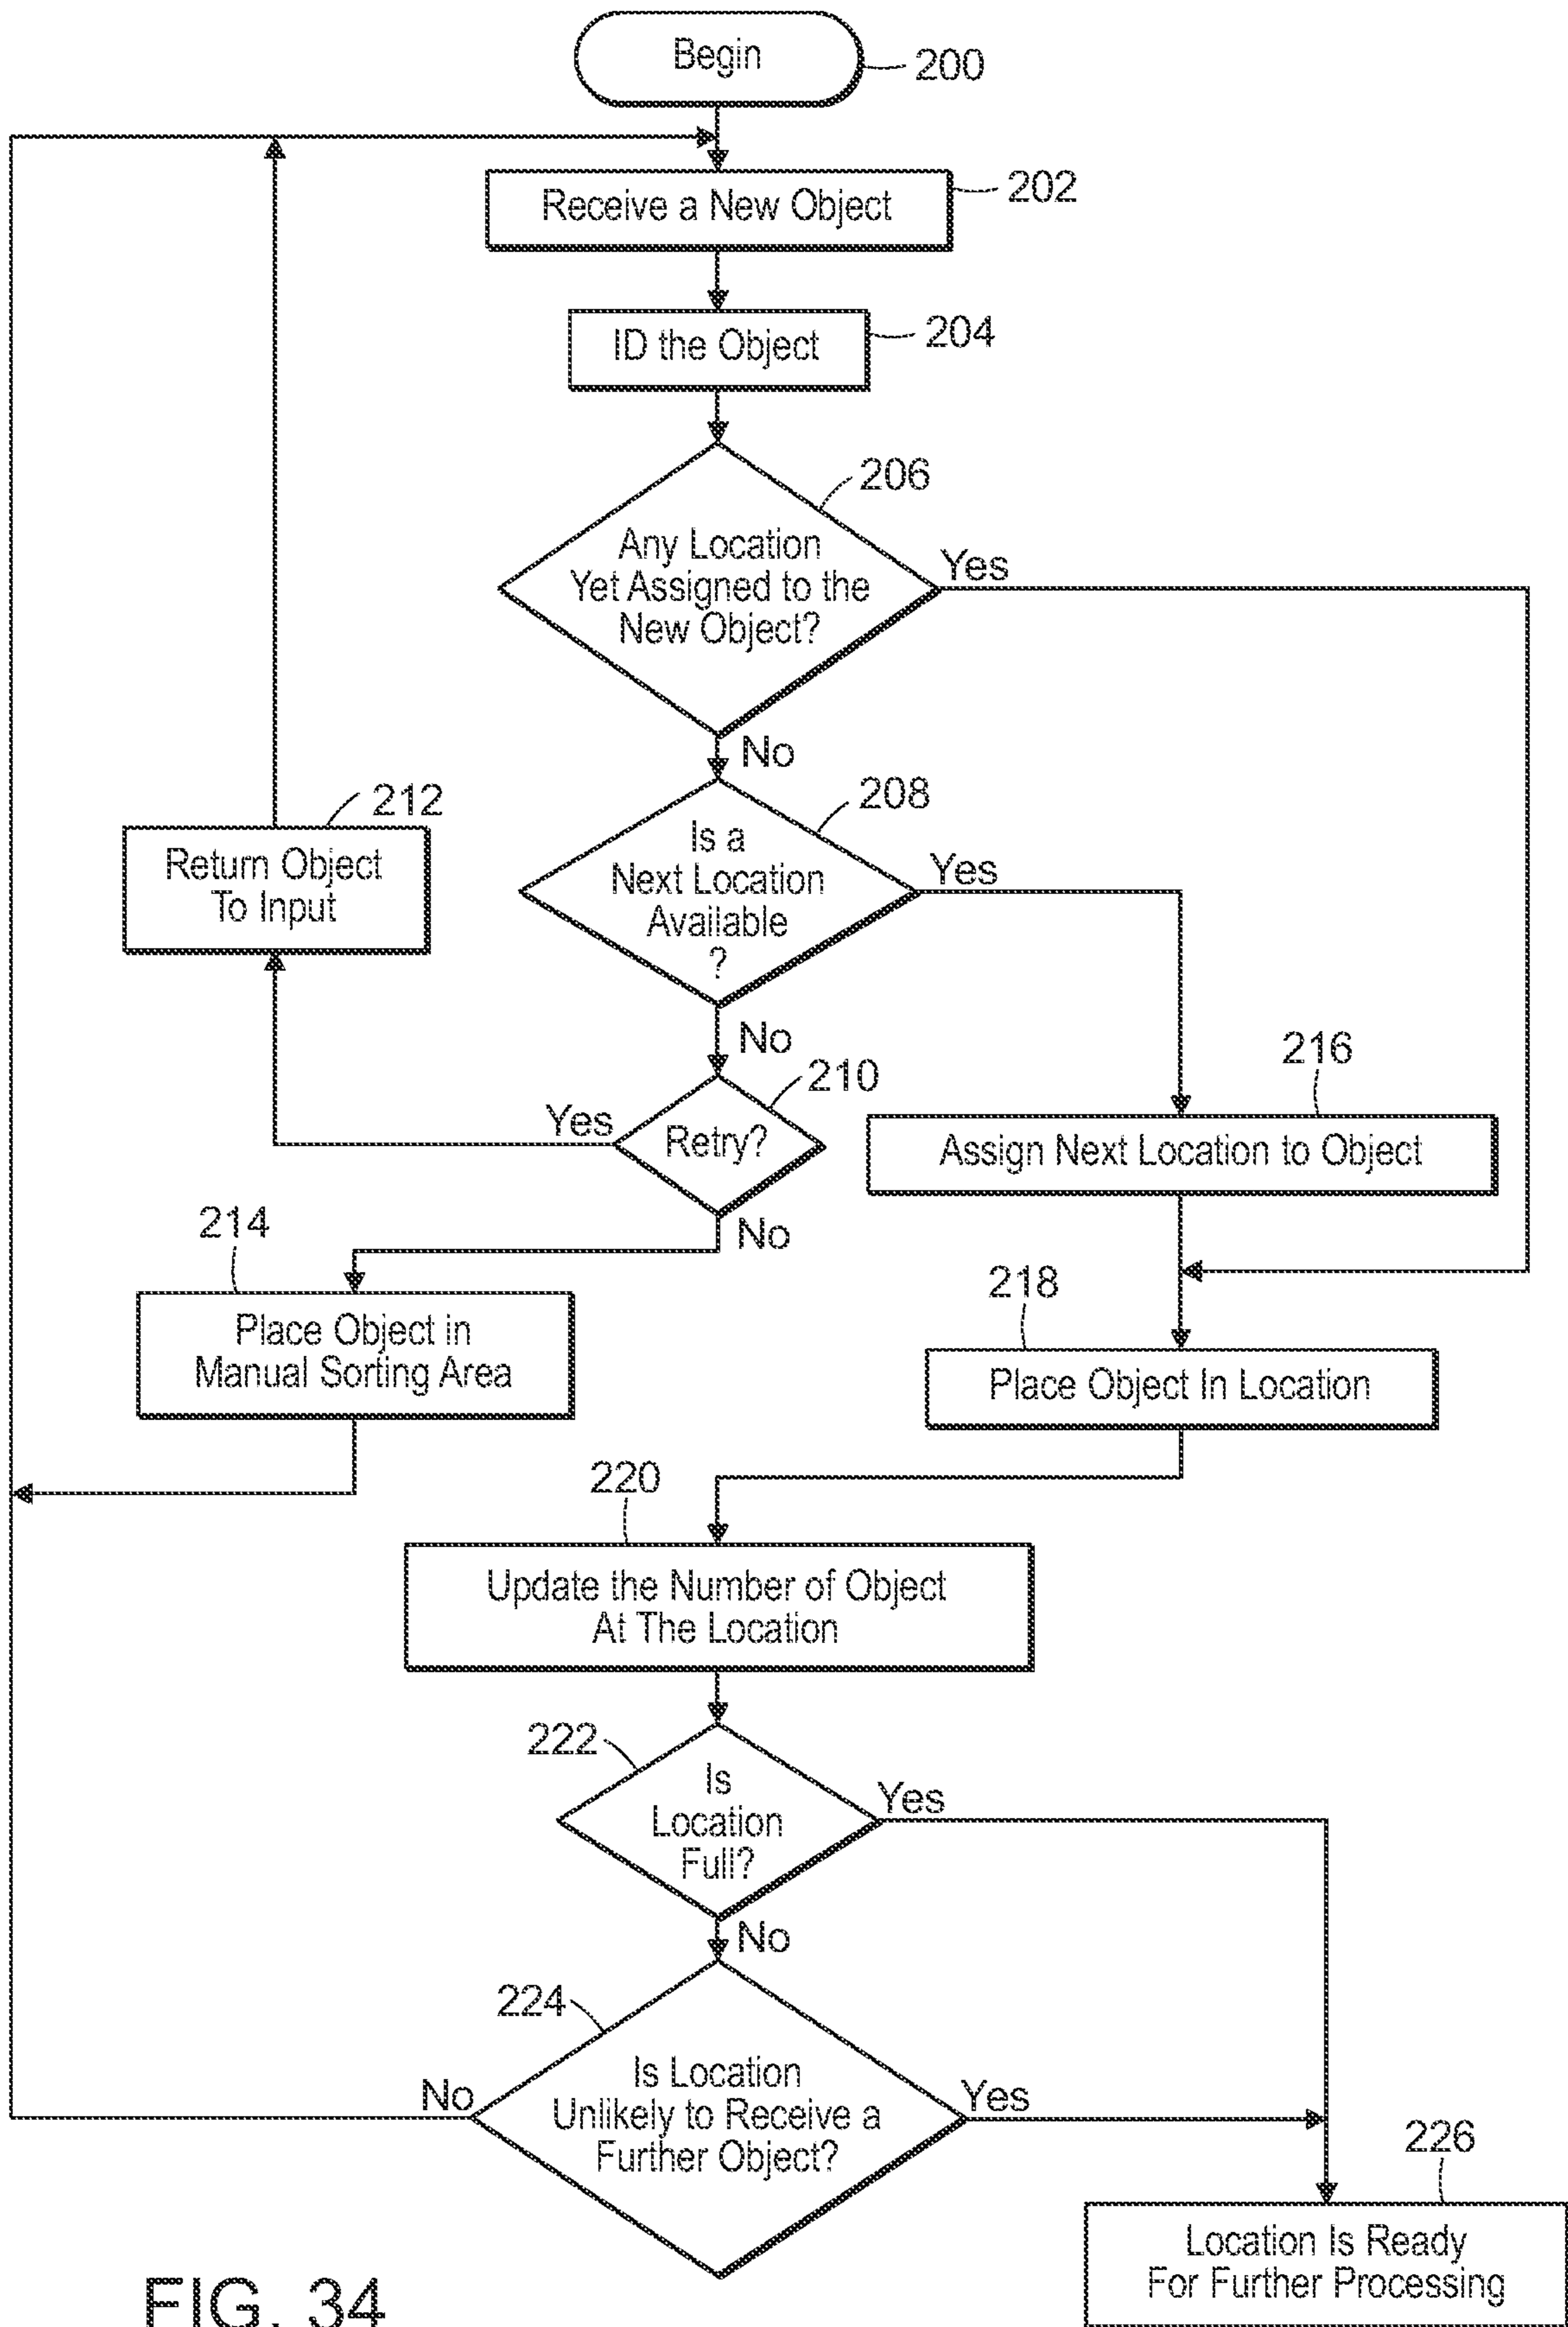 Begin
200
Receive a New Object
202
ID the Object
204
206
Any Location
Yet Assigned to the
New Object?
Yes
No
212
Return Object
To Input
208
Is a
Next Location
Available
?
Yes
No
210
Yes
Retry?
No
216
Assign Next Location to Object
214
Place Object in
Manual Sorting Area
218
Place Object In Location
220
Update the Number of Object
At The Location
222
Is
Location
Full?
Yes
No
224
Is Location
Unlikely to Receive a
Further Object?
No
Yes
226
Location Is Ready
For Further Processing
FIG. 34